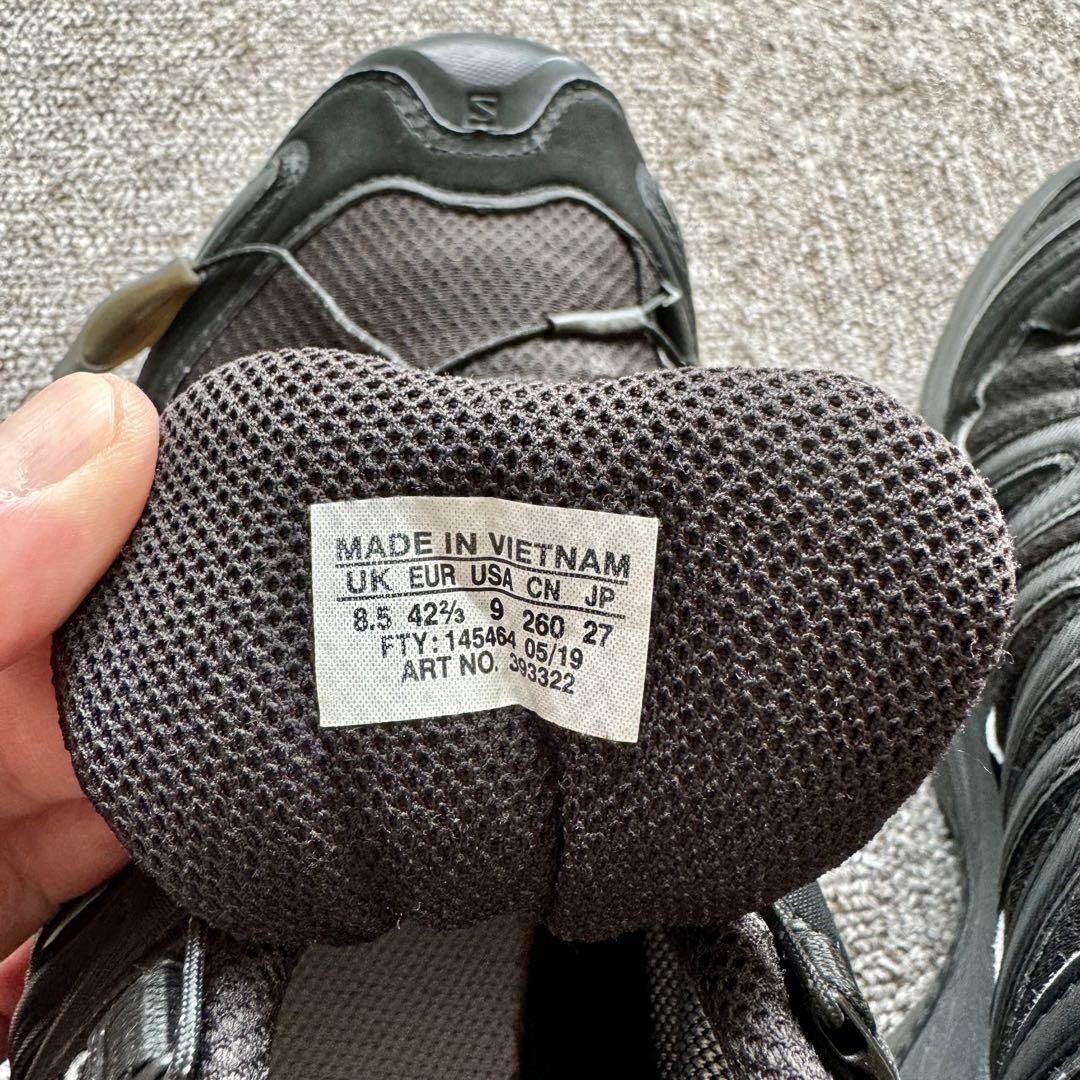 MADE IN VIETNAM
UK EUR USA CN JP
8.5 42⅔ 9 260 27
FTY: 145464 05/19
ART NO. 393322